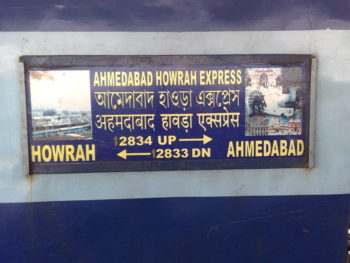 AHMEDABAD HOWRAH EXPRESS
আমেদাবাদ হাওড়া এক্সপ্রেস
अहमदाबाद हावड़ा एक्सप्रेस
2834 UP
2833 DN
HOWRAH
AHMEDABAD